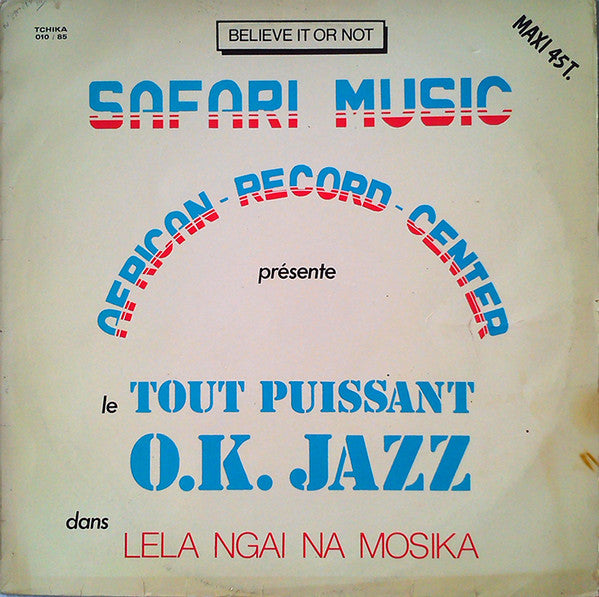 TCHIKA
010 / 85
BELIEVE IT OR NOT
MAXI 45 T.
SAFARI MUSIC
AFRICAN - RECORD - CENTER
présente
le TOUT PUISSANT
O.K. JAZZ
dans
LELA NGAI NA MOSIKA